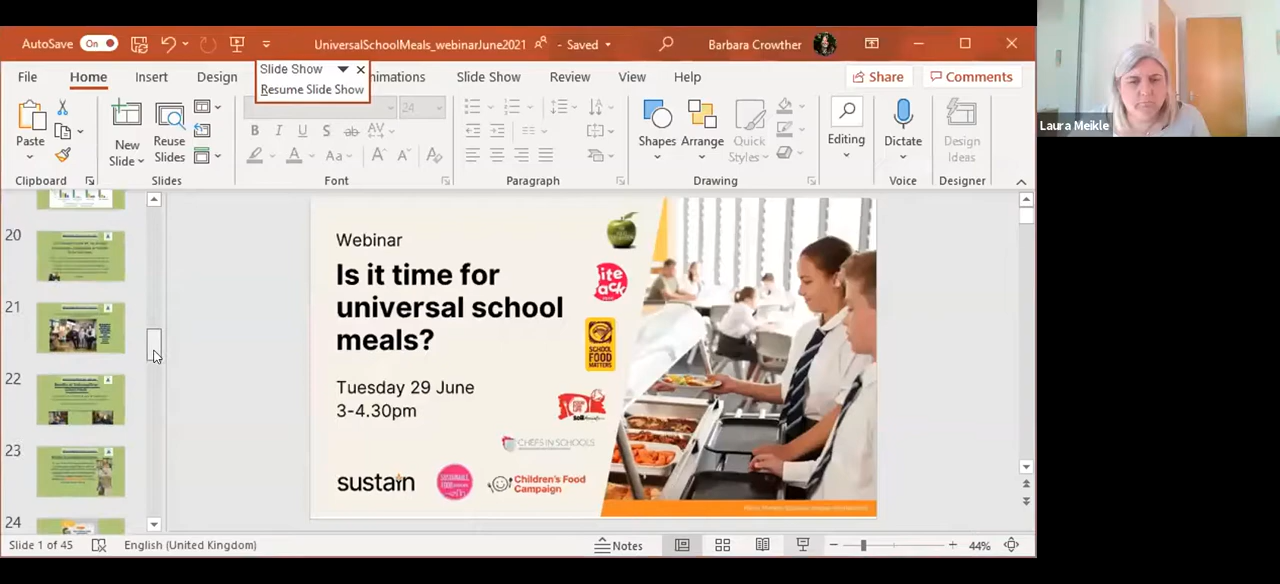 AutoSave On UniversalSchoolMeals_webinarJune2021 - Saved Barbara Crowther
File Home Insert Design Animations Slide Show Review View Help Share Comments
Slide Show
Resume Slide Show
24
Paste New Slide Reuse Slides Shapes Arrange Quick Styles Editing Dictate Design Ideas
Clipboard Slides Font Paragraph Drawing Voice Designer
Laura Meikle
20
21
22
23
24
Webinar
Is it time for
universal school
meals?
Tuesday 29 June
3-4.30pm
SCHOOL
FOOD
MATTERS
CHEFS IN SCHOOLS
sustain
Children's Food
Campaign
Slide 1 of 45 English (United Kingdom) Notes 44%